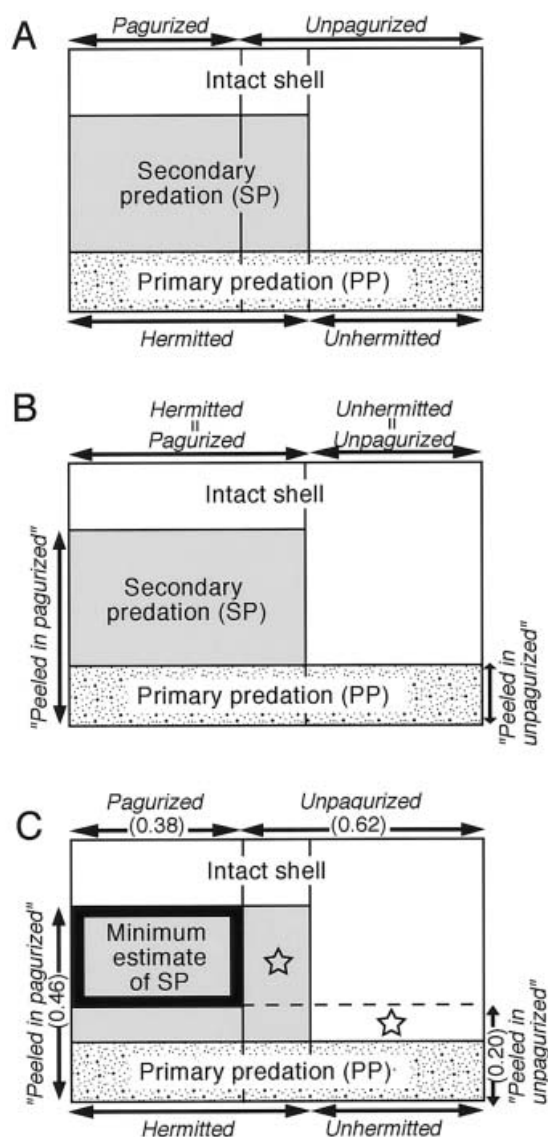 A
Pagurized Unpagurized
Intact shell
Secondary
predation (SP)
Primary predation (PP)
Hermitted Unhermitted
B
Hermitted Unhermitted
= =
Pagurized Unpagurized
Intact shell
"Peeled in pagurized"
Secondary
predation (SP)
Primary predation (PP)
"Peeled in
unpagurized"
C
Pagurized Unpagurized
(0.38) (0.62)
Intact shell
"Peeled in pagurized"
(0.46)
Minimum
estimate
of SP
Primary predation (PP)
"Peeled in
unpagurized"
(0.20)
Hermitted Unhermitted